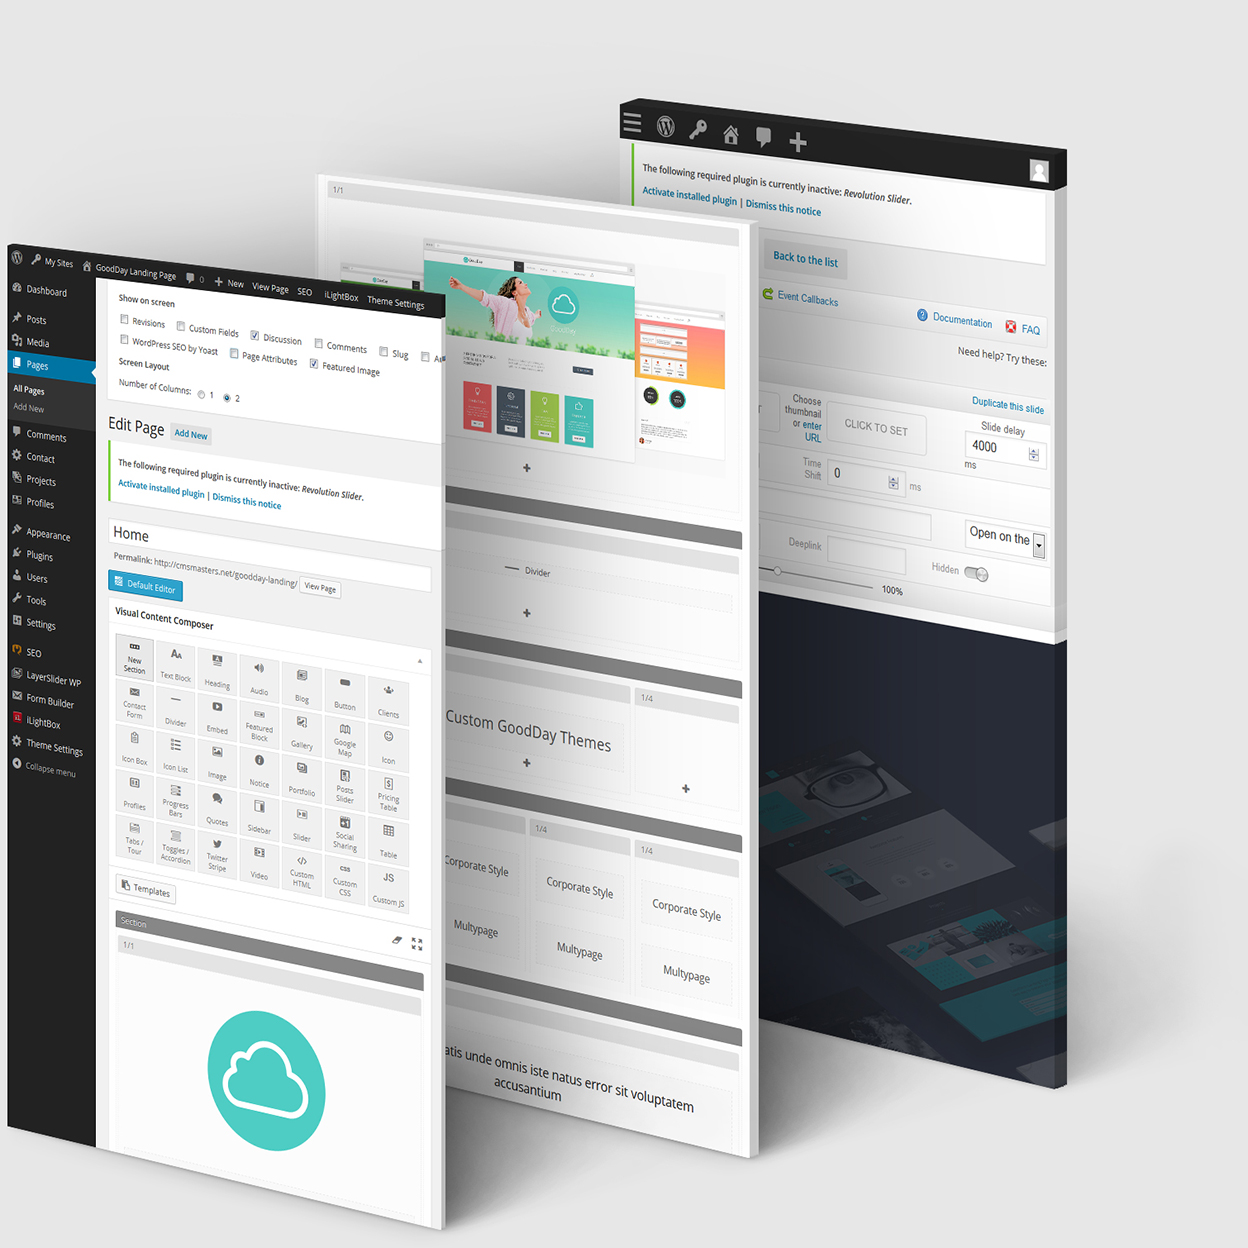 My Sites
GoodDay Landing Page
0
New
View Page
SEO
iLightBox
Theme Settings
Dashboard
Posts
Media
Pages
All Pages
Add New
Comments
Contact
Projects
Profiles
Appearance
Plugins
Users
Tools
Settings
SEO
LayerSlider WP
Form Builder
iLightBox
Theme Settings
Collapse menu
Show on screen
Revisions
Custom Fields
Discussion
Comments
Slug
WordPress SEO by Yoast
Page Attributes
Featured Image
Screen Layout
Number of Columns:
1
2
Edit Page
Add New
The following required plugin is currently inactive: Revolution Slider.
Activate installed plugin | Dismiss this notice
Home
Permalink: http://cmsmasters.net/goodday-landing/
View Page
Default Editor
Visual Content Composer
New Section
Text Block
Heading
Audio
Blog
Button
Clients
Contact Form
Divider
Embed
Featured Block
Gallery
Google Map
Icon
Icon Box
Icon List
Image
Notice
Portfolio
Posts Slider
Pricing Table
Profiles
Progress Bars
Quotes
Sidebar
Slider
Social Sharing
Table
Tabs / Tour
Toggles / Accordion
Twitter Stripe
Video
Custom HTML
Custom CSS
Custom JS
Templates
Section
1/1
1/1
GoodDay
Divider
Custom GoodDay Themes
1/4
1/4
1/4
Corporate Style
Corporate Style
Corporate Style
Multypage
Multypage
Multypage
atis unde omnis iste natus error sit voluptatem
accusantium
The following required plugin is currently inactive: Revolution Slider.
Activate installed plugin | Dismiss this notice
Back to the list
Event Callbacks
Documentation
FAQ
Need help? Try these:
Duplicate this slide
Choose
thumbnail
or enter
URL
CLICK TO SET
Slide delay
4000
ms
Time
Shift
0
ms
Deeplink
Open on the
Hidden
100%